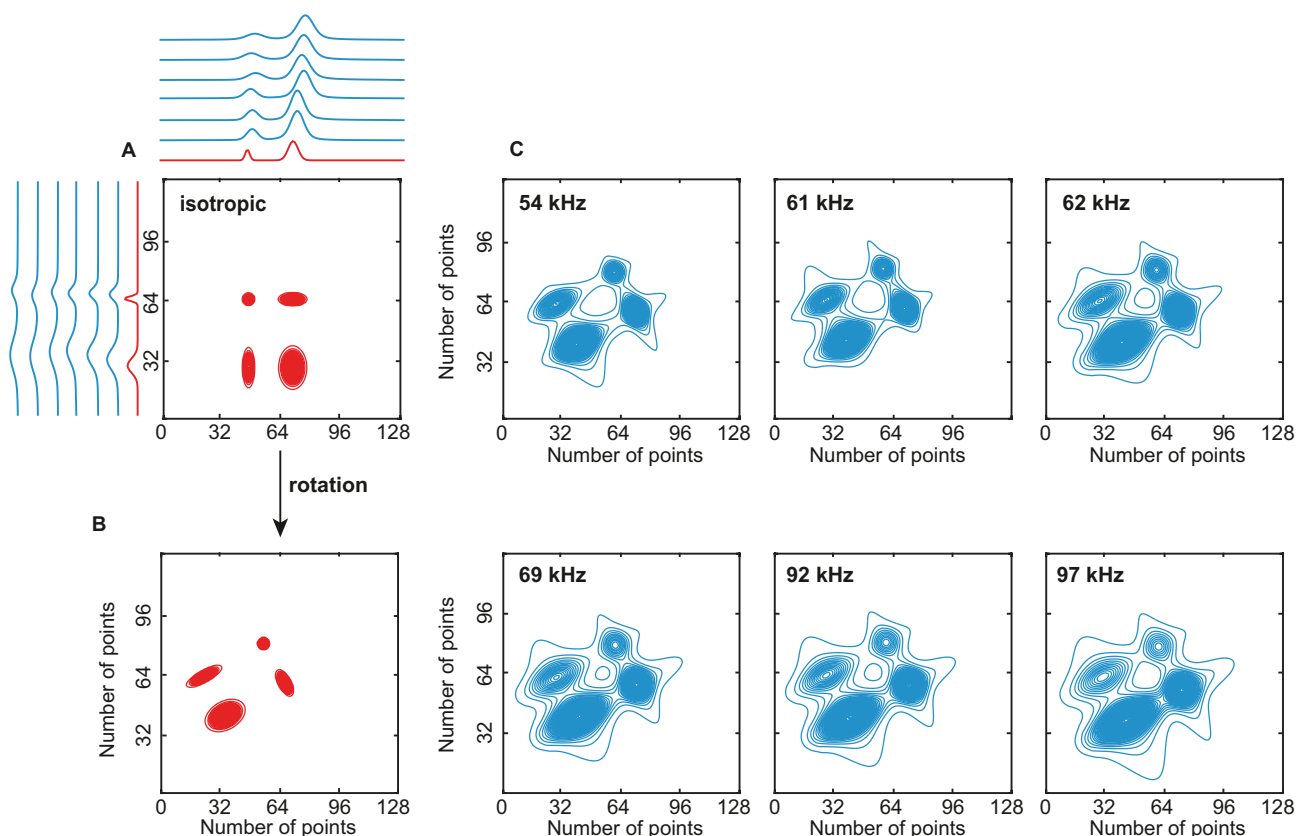 A
C
isotropic
96
64
32
0 32 64 96 128
Number of points
54 kHz
96
64
32
0 32 64 96 128
Number of points
61 kHz
0 32 64 96 128
Number of points
62 kHz
0 32 64 96 128
Number of points
rotation
B
Number of points
96
64
32
0 32 64 96 128
Number of points
Number of points
69 kHz
96
64
32
0 32 64 96 128
Number of points
92 kHz
0 32 64 96 128
Number of points
97 kHz
0 32 64 96 128
Number of points